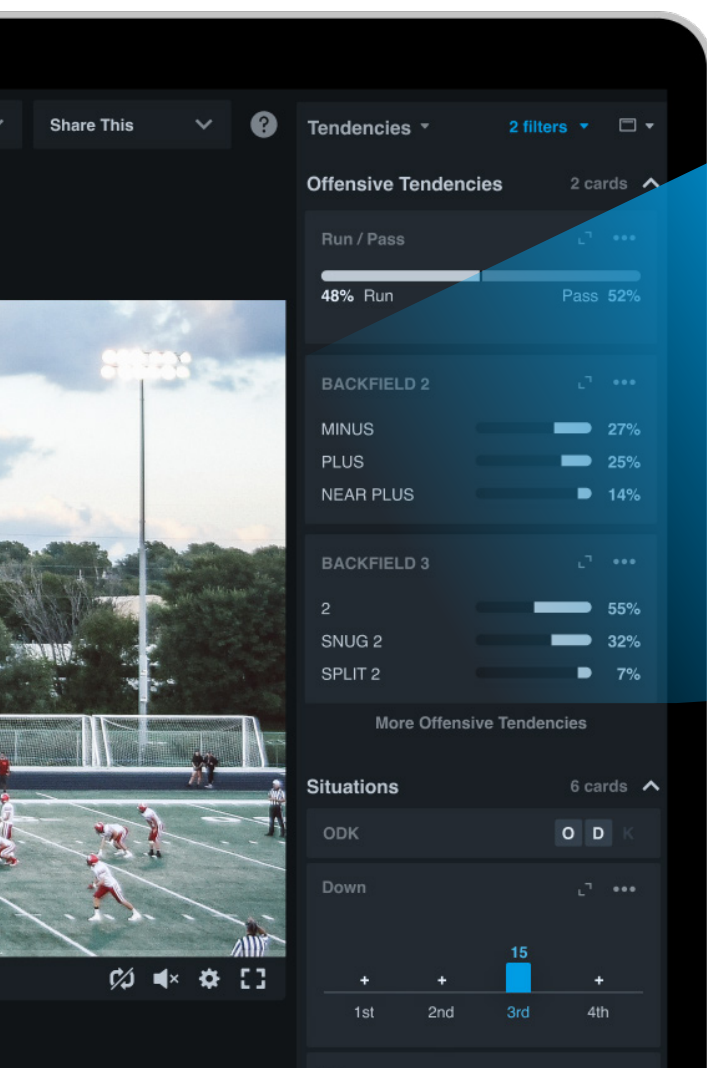 Share This
?
Tendencies
2 filters
Offensive Tendencies 2 cards
Run / Pass
48% Run Pass 52%
BACKFIELD 2
MINUS 27%
PLUS 25%
NEAR PLUS 14%
BACKFIELD 3
2 55%
SNUG 2 32%
SPLIT 2 7%
More Offensive Tendencies
Situations 6 cards
ODK O D K
Down
15
+ + +
1st 2nd 3rd 4th